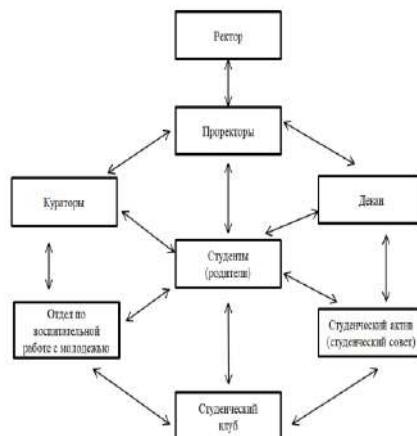 Ректор
Проректоры
Кураторы
Декан
Студенты
(родители)
Отдел по
воспитательной
работе с молодежью
Студенческий актив
(студенческий совет)
Студенческий
клуб